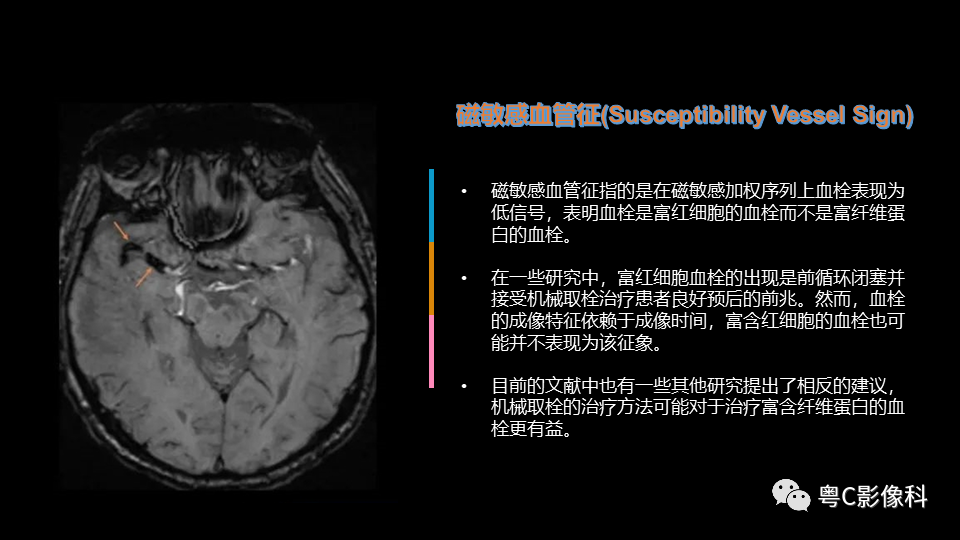 磁敏感血管征(Susceptibility Vessel Sign)
• 磁敏感血管征指的是在磁敏感加权序列上血栓表现为
低信号，表明血栓是富红细胞的血栓而不是富纤维蛋
白的血栓。
• 在一些研究中，富红细胞血栓的出现是前循环闭塞并
接受机械取栓治疗患者良好预后的前兆。然而，血栓
的成像特征依赖于成像时间，富含红细胞的血栓也可
能并不表现为该征象。
• 目前的文献中也有一些其他研究提出了相反的建议，
机械取栓的治疗方法可能对于治疗富含纤维蛋白的血
栓更有益。
粤C影像科